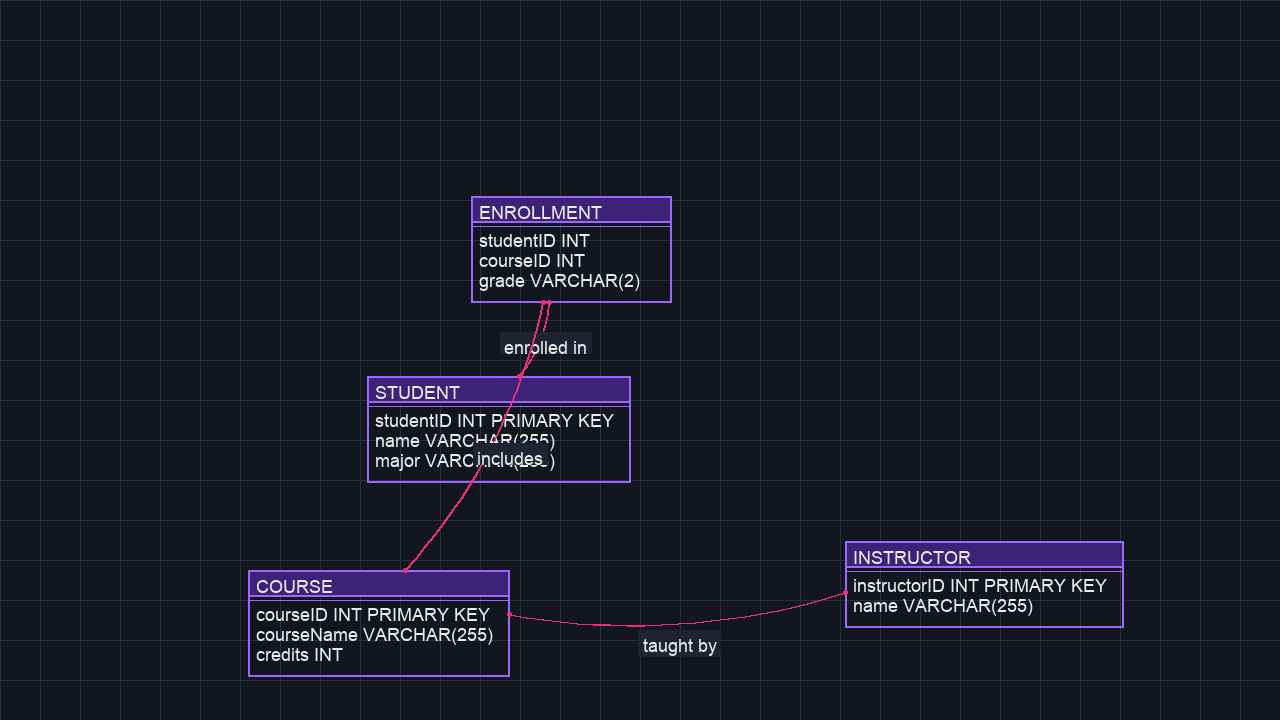 ENROLLMENT
studentID INT
courseID INT
grade VARCHAR(2)
enrolled in
STUDENT
studentID INT PRIMARY KEY
name VARCHAR(255)
major
includes
COURSE
courseID INT PRIMARY KEY
courseName VARCHAR(255)
credits INT
INSTRUCTOR
instructorID INT PRIMARY KEY
name VARCHAR(255)
taught by